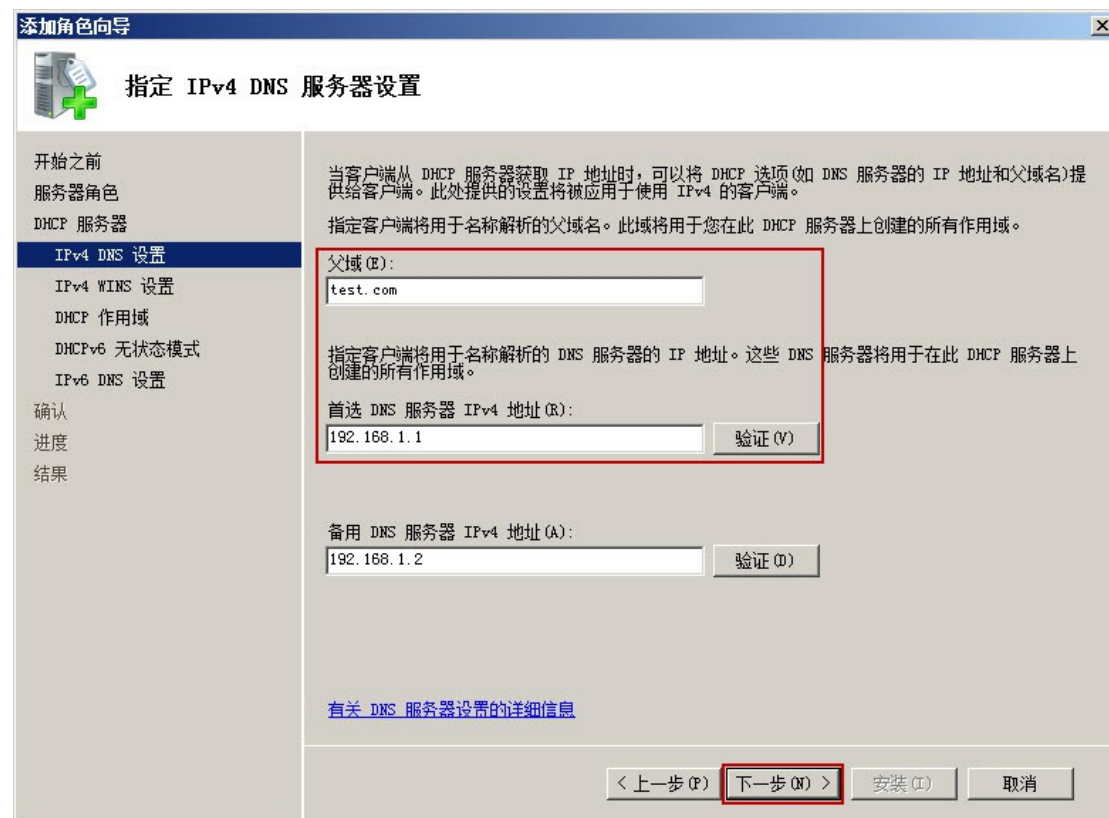 添加角色向导
指定 IPv4 DNS 服务器设置
开始之前
服务器角色
DHCP 服务器
IPv4 DNS 设置
IPv4 WINS 设置
DHCP 作用域
DHCPv6 无状态模式
IPv6 DNS 设置
确认
进度
结果
当客户端从 DHCP 服务器获取 IP 地址时，可以将 DHCP 选项(如 DNS 服务器的 IP 地址和父域名)提
供给客户端。此处提供的设置将被应用于使用 IPv4 的客户端。
指定客户端将用于名称解析的父域名。此域将用于您在此 DHCP 服务器上创建的所有作用域。
父域(E):
test.com
指定客户端将用于名称解析的 DNS 服务器的 IP 地址。这些 DNS 服务器将用于在此 DHCP 服务器上
创建的所有作用域。
首选 DNS 服务器 IPv4 地址(R):
192.168.1.1
验证(V)
备用 DNS 服务器 IPv4 地址(A):
192.168.1.2
验证(D)
有关 DNS 服务器设置的详细信息
< 上一步(P)
下一步(N) >
安装(I)
取消